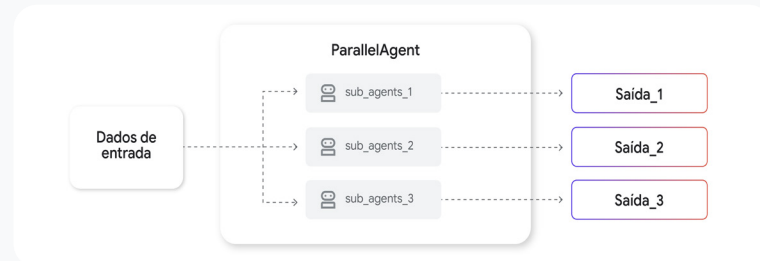 ParallelAgent
Dados de
entrada
sub_agents_1
sub_agents_2
sub_agents_3
Saída_1
Saída_2
Saída_3